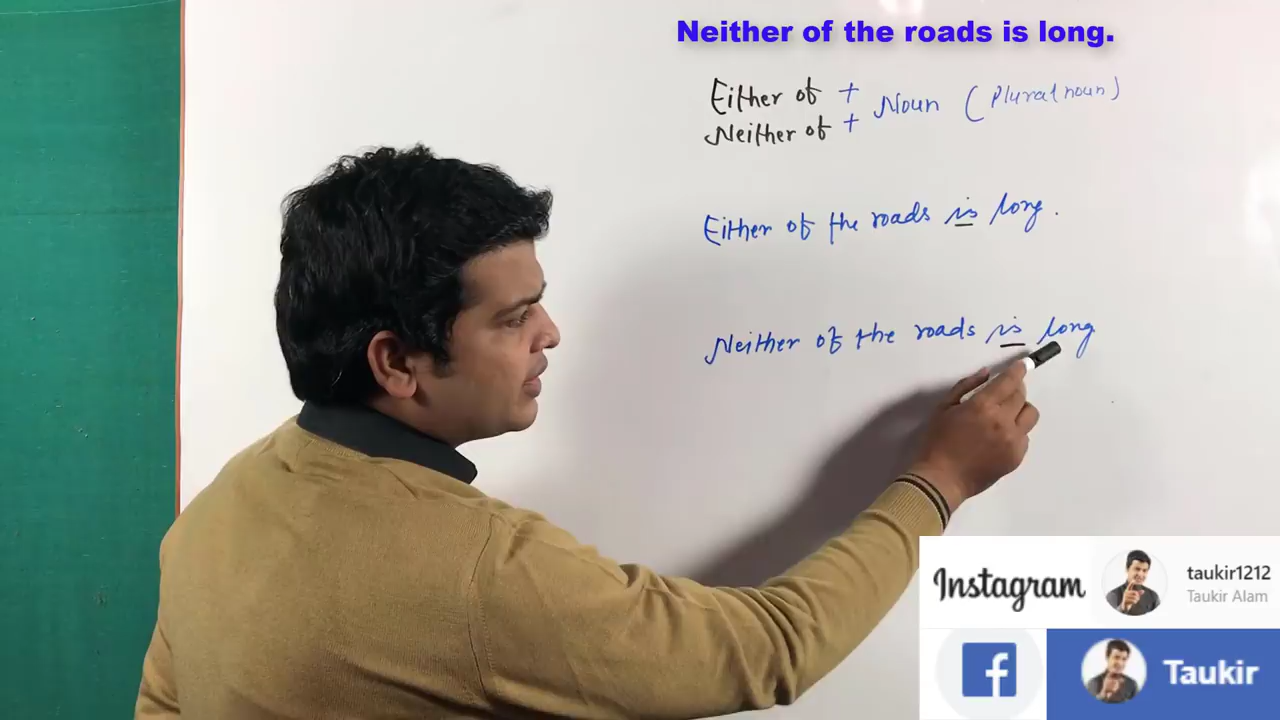 Neither of the roads is long.
Either of + Noun (Plural noun)
Neither of +
Either of the roads is long.
Neither of the roads is long
Instagram
taukir1212
Taukir Alam
f
Taukir